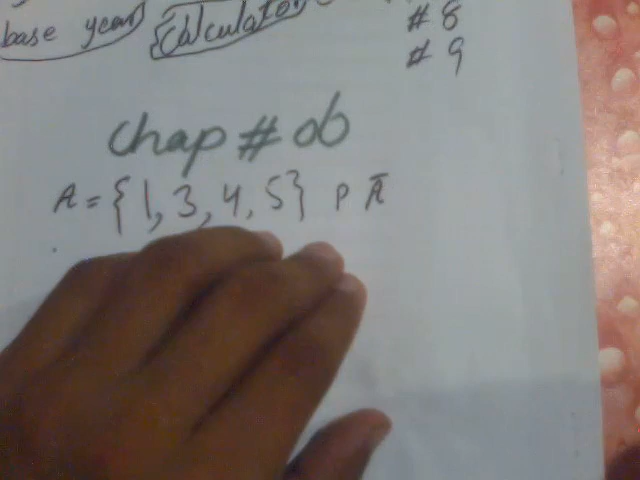 base year
Calculator
# 8
# 9
Chap # 06
A = {1, 3, 4, 5} P Ā